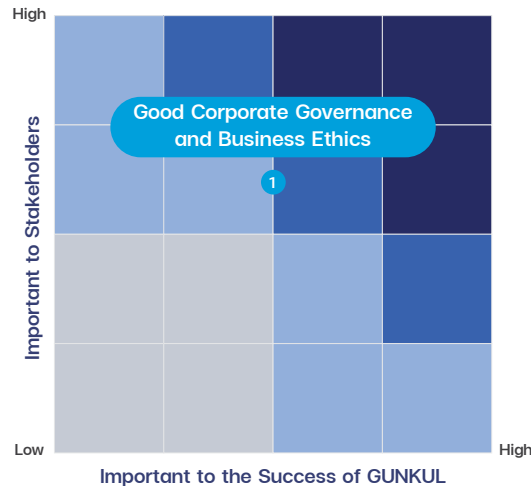 High
Good Corporate Governance
and Business Ethics
1
Important to Stakeholders
Low
High
Important to the Success of GUNKUL